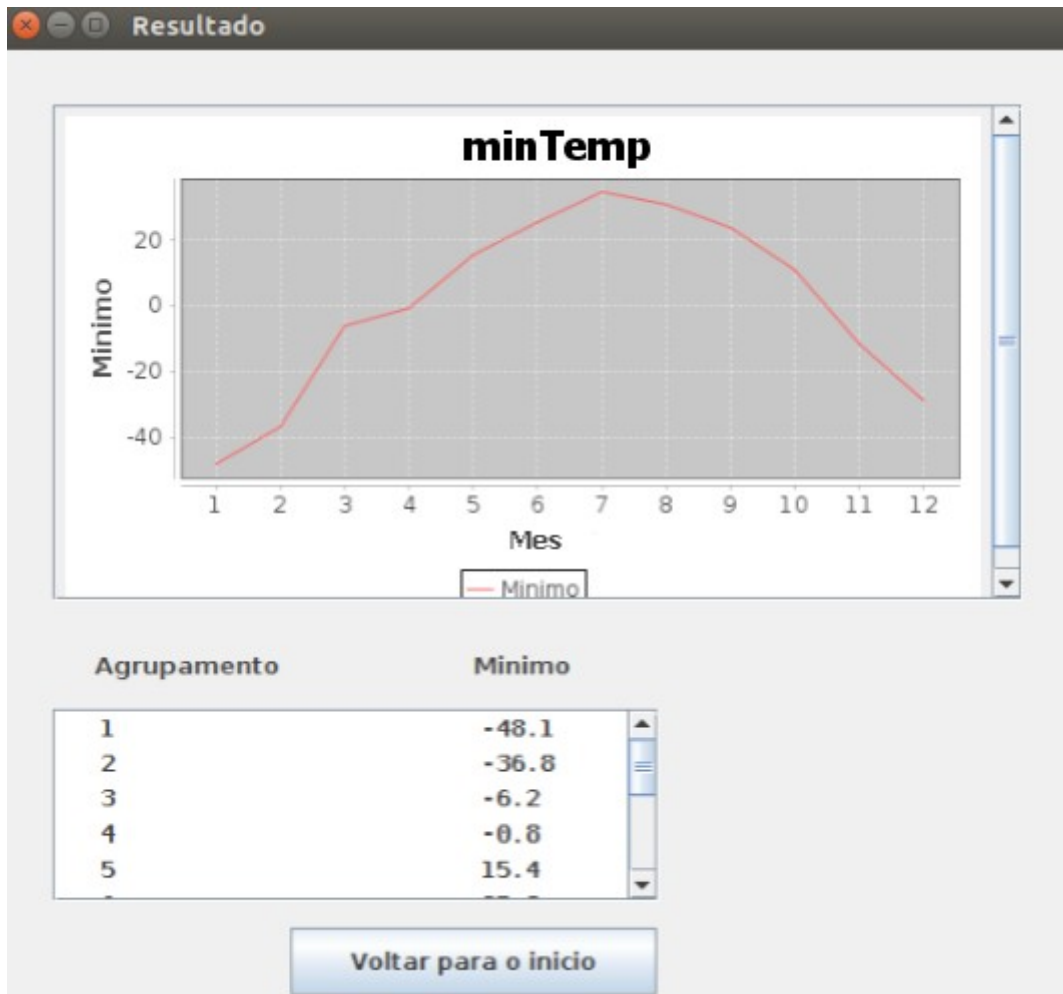 Resultado
minTemp
Minimo
20
0
-20
-40
1 2 3 4 5 6 7 8 9 10 11 12
Mes
Minimo
Agrupamento Minimo
1 -48.1
2 -36.8
3 -6.2
4 -0.8
5 15.4
Voltar para o inicio